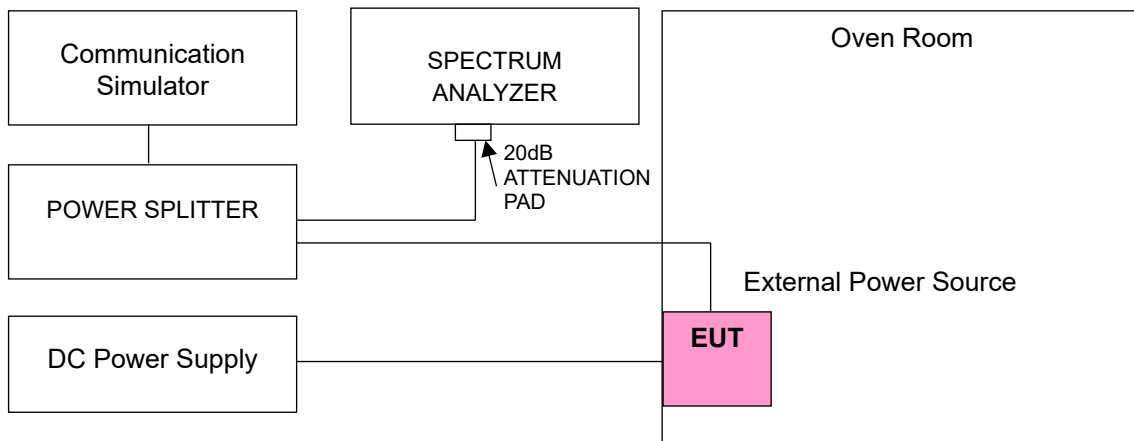 Communication
Simulator
SPECTRUM
ANALYZER
Oven Room
20dB
ATTENUATION
PAD
POWER SPLITTER
External Power Source
EUT
DC Power Supply